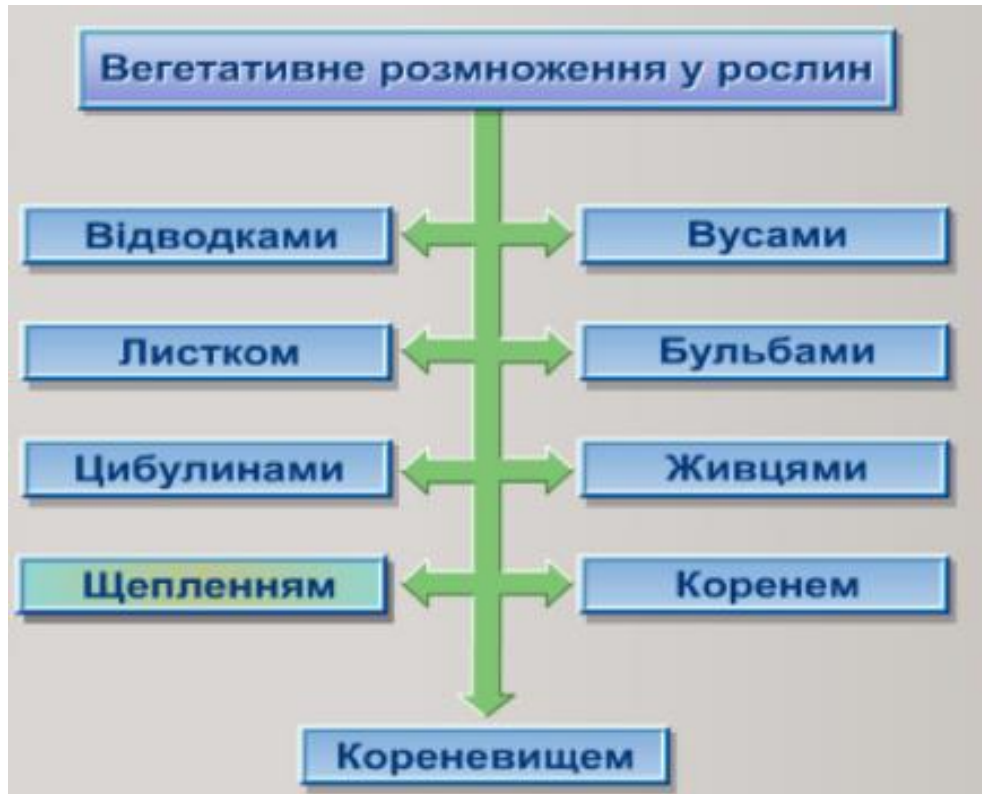 Вегетативне розмноження у рослин
Відводками
Вусами
Листком
Бульбами
Цибулинами
Живцями
Щепленням
Коренем
Кореневищем